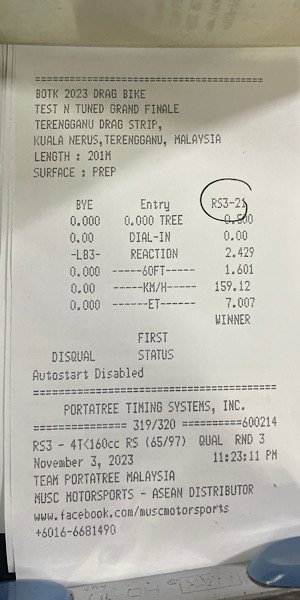 =====================================
BOTK 2023 DRAG BIKE
TEST N TUNED GRAND FINALE
TERENGGANU DRAG STRIP,
KUALA NERUS,TERENGGANU, MALAYSIA
LENGTH : 201M
SURFACE : PREP
BYE Entry RS3-21
0.000 0.000 TREE 0.500
0.00 DIAL-IN 0.00
-LB3- REACTION 2.429
0.000 ------60FT----- 1.601
0.00 ------KM/H----- 159.12
0.000 ------ET----- 7.007
WINNER
FIRST
DISQUAL STATUS
Autostart Disabled
=====================================
PORTATREE TIMING SYSTEMS, INC.
=============== 319/320 ==========600214
RS3 - 4T<160cc RS (65/97) QUAL RND 3
November 3, 2023 11:23:11 PM
TEAM PORTATREE MALAYSIA
MUSC MOTORSPORTS - ASEAN DISTRIBUTOR
www.facebook.com/muscmotorsports
+6016-6681490